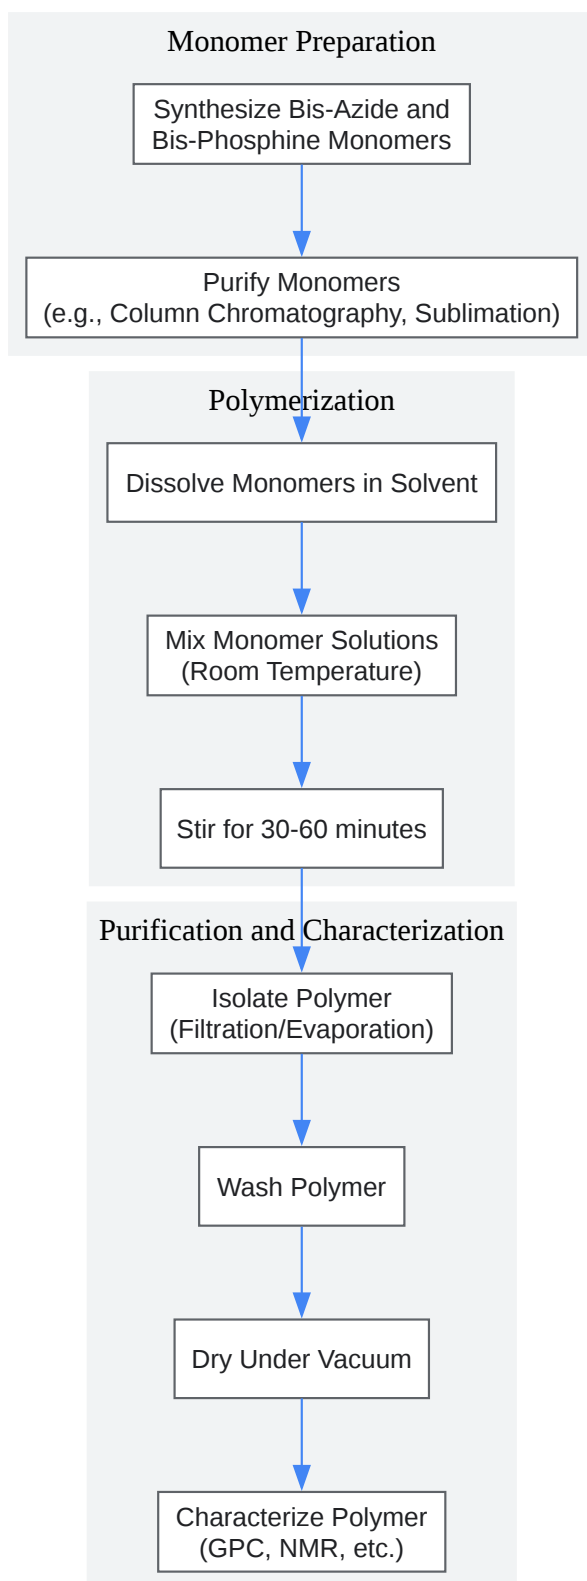 Monomer Preparation
Synthesize Bis-Azide and
Bis-Phosphine Monomers
Purify Monomers
(e.g., Column Chromatography, Sublimation)
Polymerization
Dissolve Monomers in Solvent
Mix Monomer Solutions
(Room Temperature)
Stir for 30-60 minutes
Purification and Characterization
Isolate Polymer
(Filtration/Evaporation)
Wash Polymer
Dry Under Vacuum
Characterize Polymer
(GPC, NMR, etc.)